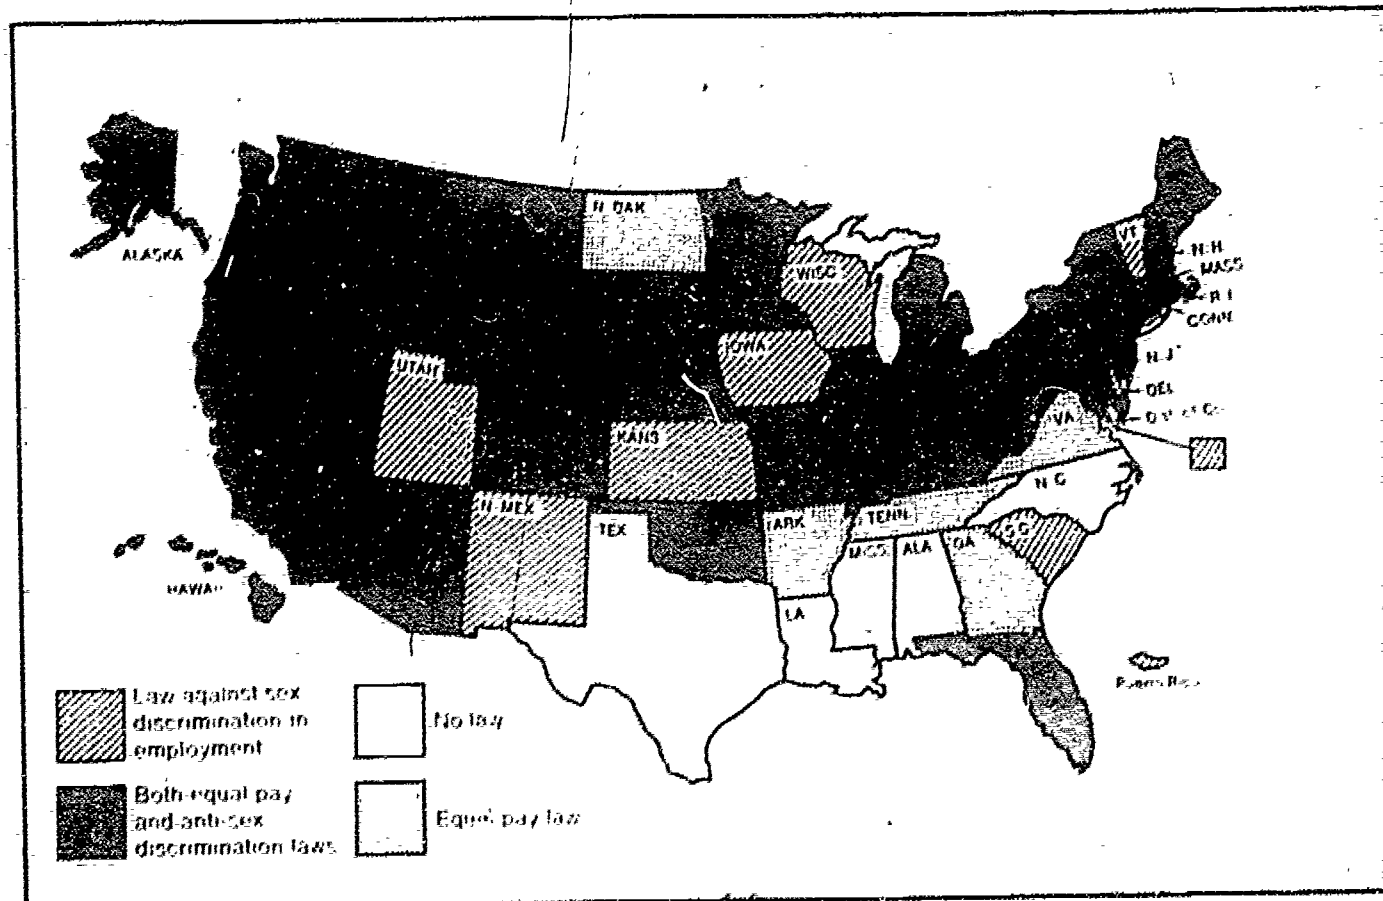 ALASKA
N. DAK
WISC
VT
N.H.
MASS
R.I.
CONN.
N.J.
DEL
UTAH
IOWA
KANS
VA
N.C.
N. MEX
TEX
ARK
TENN.
MISS.
ALA
GA
S.C.
LA
HAWAII
Puerto Rico
Law against sex
discrimination in
employment
No law
Both equal pay
and anti-sex
discrimination laws
Equal pay law